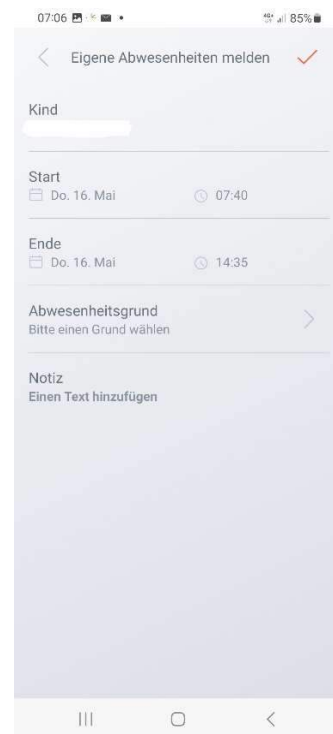 07:06 85%
Eigene Abwesenheiten melden
Kind
Start
Do. 16. Mai 07:40
Ende
Do. 16. Mai 14:35
Abwesenheitsgrund
Bitte einen Grund wählen
Notiz
Einen Text hinzufügen